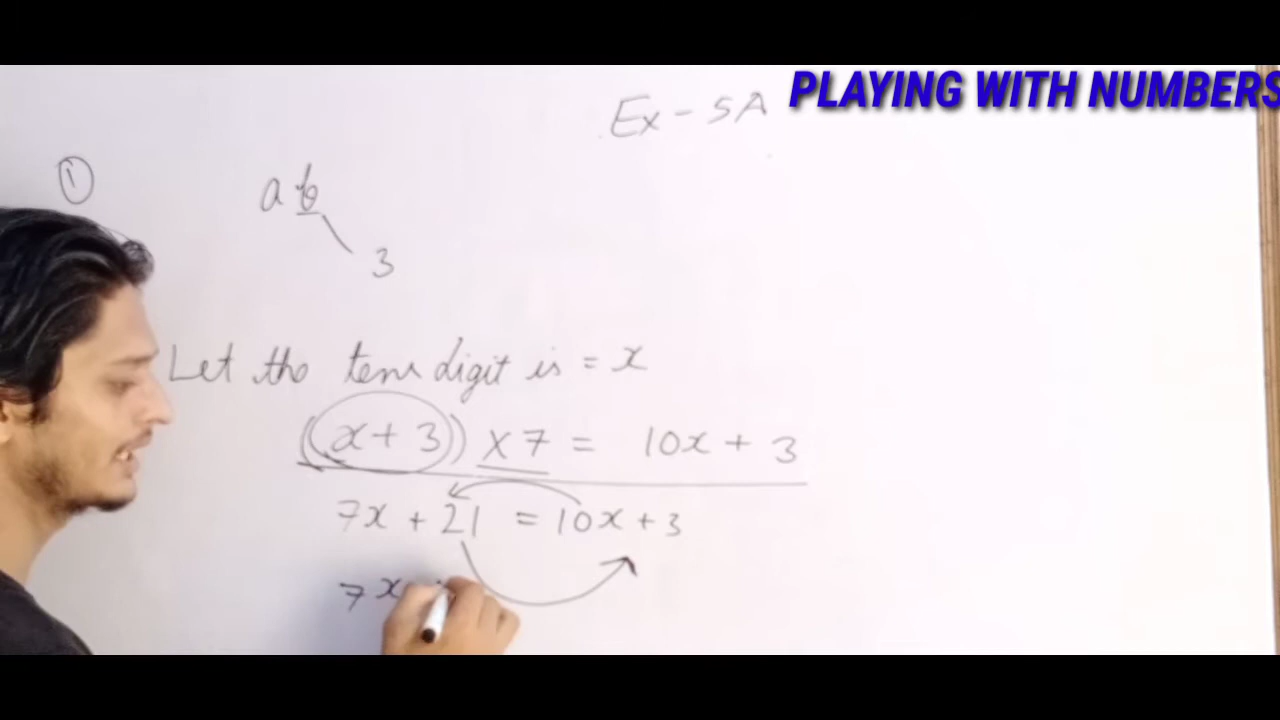 PLAYING WITH NUMBERS
Ex - 5A
①
ab
3
Let the tens digit is = x
(x + 3) x 7 = 10x + 3
7x + 21 = 10x + 3
7x